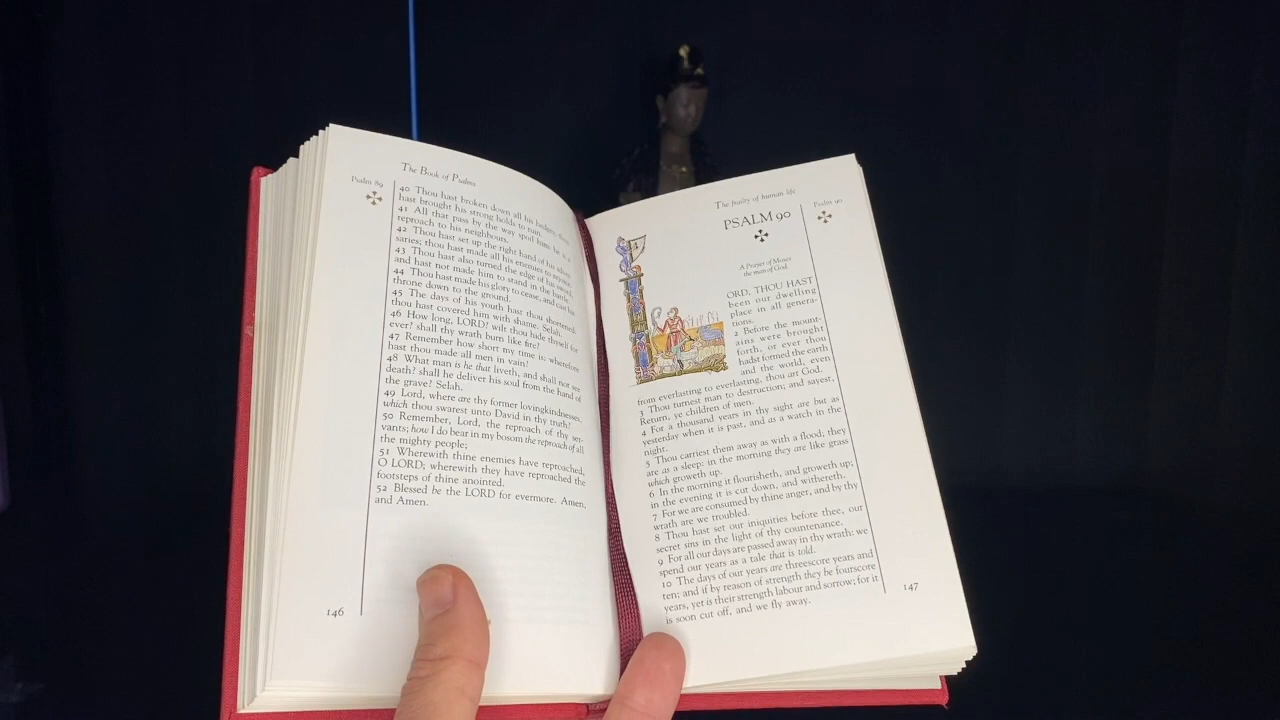 The Book of Psalms
Psalm 89
40 Thou hast broken down all his hedges; thou
hast brought his strong holds to ruin.
41 All that pass by the way spoil him: he is a
reproach to his neighbours.
42 Thou hast set up the right hand of his adver-
saries; thou hast made all his enemies to rejoice.
43 Thou hast also turned the edge of his sword,
and hast not made him to stand in the battle.
44 Thou hast made his glory to cease, and cast his
throne down to the ground.
45 The days of his youth hast thou shortened:
thou hast covered him with shame. Selah.
46 How long, LORD? wilt thou hide thyself for
ever? shall thy wrath burn like fire?
47 Remember how short my time is: wherefore
hast thou made all men in vain?
48 What man is he that liveth, and shall not see
death? shall he deliver his soul from the hand of
the grave? Selah.
49 Lord, where are thy former lovingkindnesses,
which thou swarest unto David in thy truth?
50 Remember, Lord, the reproach of thy ser-
vants; how I do bear in my bosom the reproach of all
the mighty people;
51 Wherewith thine enemies have reproached,
O LORD; wherewith they have reproached the
footsteps of thine anointed.
52 Blessed be the LORD for evermore. Amen,
and Amen.
146
The frailty of human life
Psalm 90
PSALM 90
A Prayer of Moses
the man of God.
ORD, THOU HAST
been our dwelling
place in all genera-
tions.
2 Before the mount-
ains were brought
forth, or ever thou
hadst formed the earth
and the world, even
from everlasting to everlasting, thou art God.
3 Thou turnest man to destruction; and sayest,
Return, ye children of men.
4 For a thousand years in thy sight are but as
yesterday when it is past, and as a watch in the
night.
5 Thou carriest them away as with a flood; they
are as a sleep: in the morning they are like grass
which groweth up.
6 In the morning it flourisheth, and groweth up;
in the evening it is cut down, and withereth.
7 For we are consumed by thine anger, and by thy
wrath are we troubled.
8 Thou hast set our iniquities before thee, our
secret sins in the light of thy countenance.
9 For all our days are passed away in thy wrath: we
spend our years as a tale that is told.
10 The days of our years are threescore years and
ten; and if by reason of strength they be fourscore
years, yet is their strength labour and sorrow; for it
is soon cut off, and we fly away.
147